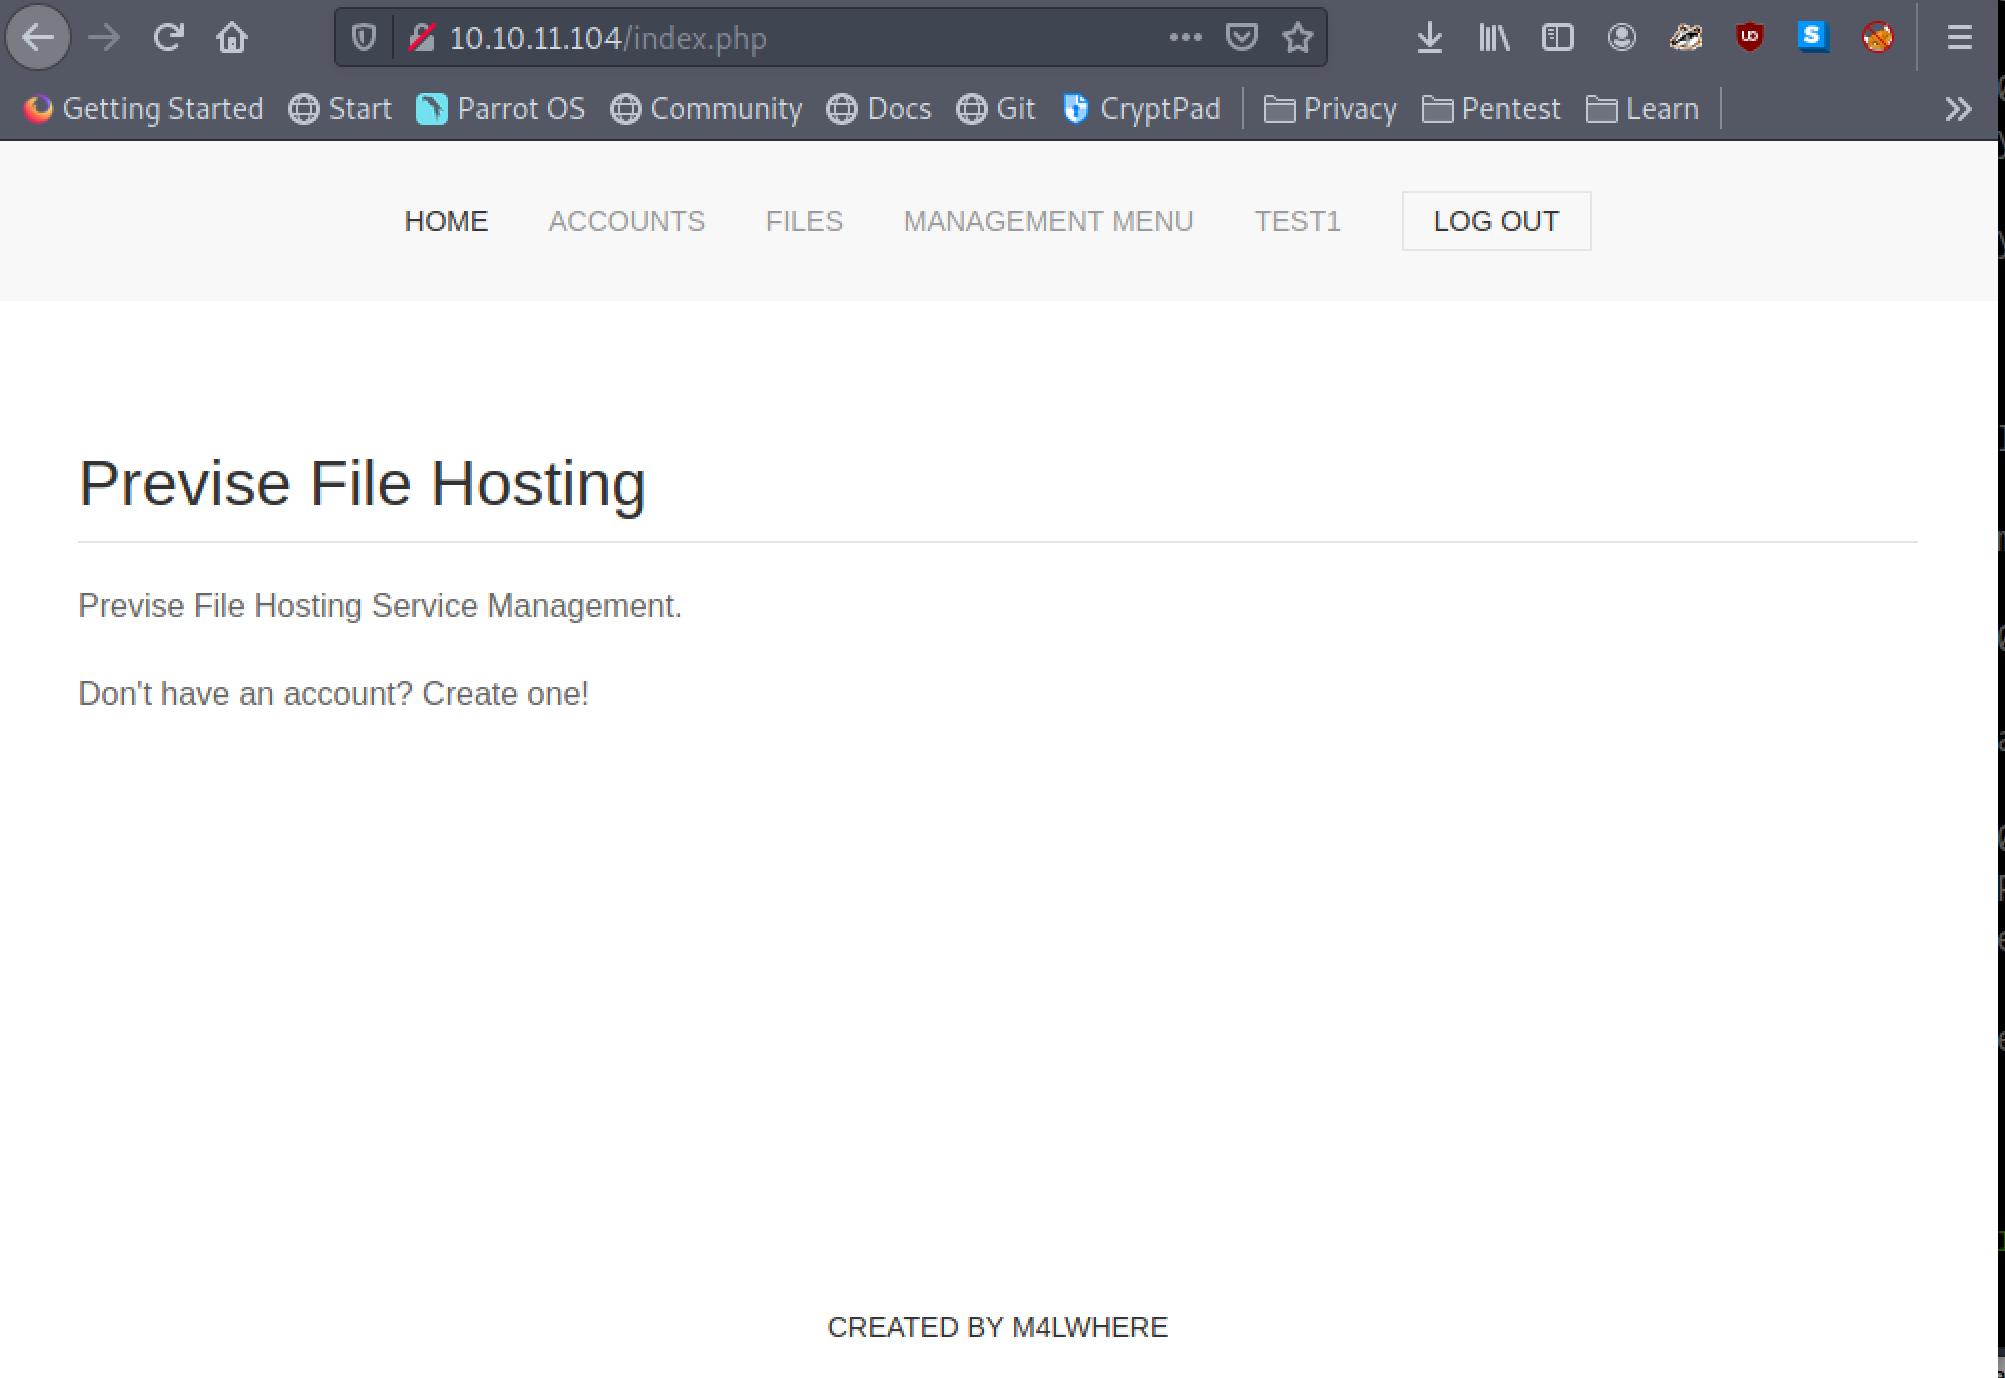 10.10.11.104/index.php
Getting Started Start Parrot OS Community Docs Git CryptPad Privacy Pentest Learn
HOME ACCOUNTS FILES MANAGEMENT MENU TEST1 LOG OUT
Previse File Hosting
Previse File Hosting Service Management.
Don't have an account? Create one!
CREATED BY M4LWHERE